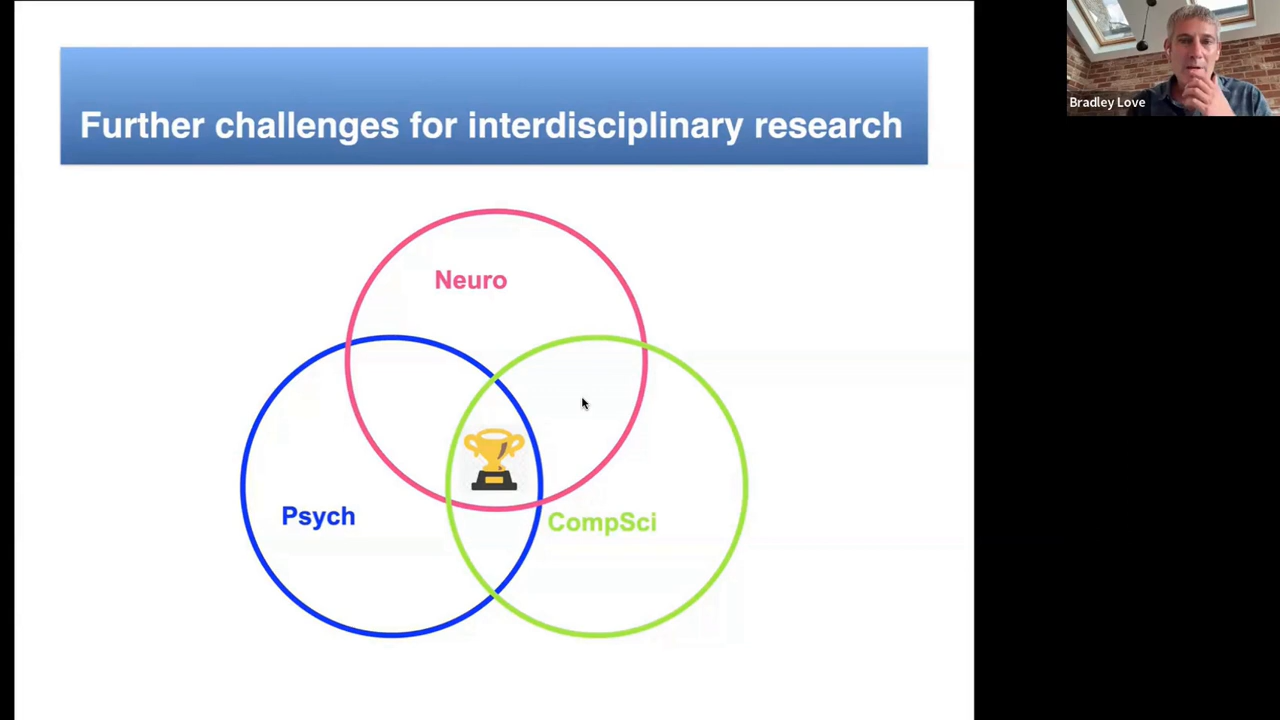 Further challenges for interdisciplinary research
Bradley Love
Neuro
Psych
CompSci